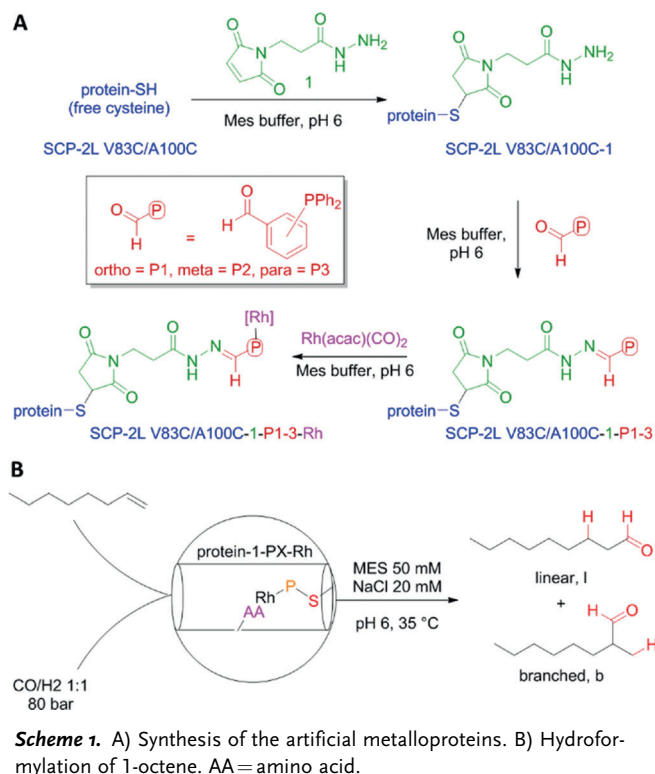 A
O
N
O
O
N
H
NH2
1
protein-SH
(free cysteine)
Mes buffer, pH 6
SCP-2L V83C/A100C
O
N
O
O
N
H
NH2
protein-S
SCP-2L V83C/A100C-1
O
P
H
=
O
H
PPh2
ortho = P1, meta = P2, para = P3
Mes buffer,
pH 6
O
P
H
[Rh]
O
N
O
O
N
H
N
P
H
protein-S
SCP-2L V83C/A100C-1-P1-3-Rh
Rh(acac)(CO)2
Mes buffer, pH 6
O
N
O
O
N
H
N
P
H
protein-S
SCP-2L V83C/A100C-1-P1-3
B
protein-1-PX-Rh
Rh
P
S
AA
CO/H2 1:1
80 bar
MES 50 mM
NaCl 20 mM
pH 6, 35 °C
H
H
O
linear, l
+
H
O
H
branched, b
Scheme 1. A) Synthesis of the artificial metalloproteins. B) Hydrofor-
mylation of 1-octene. AA = amino acid.